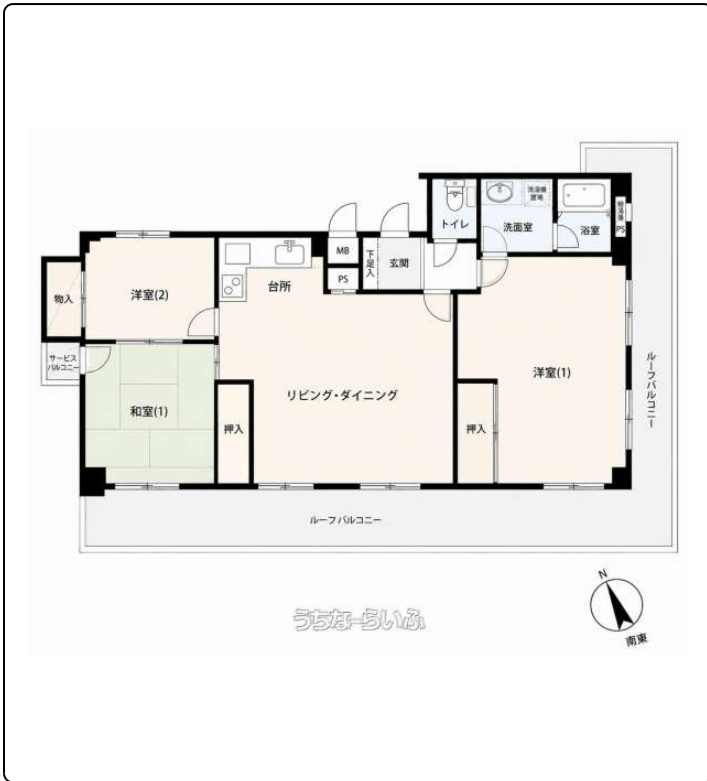 トイレ
洗面室
洗濯機
置場
浴室
給湯器
PS
MB
PS
下足入
玄関
台所
洋室(2)
物入
サービス
バルコニー
和室(1)
押入
リビング・ダイニング
洋室(1)
押入
ルーフバルコニー
ルーフバルコニー
N
南東
うちなーらいふ